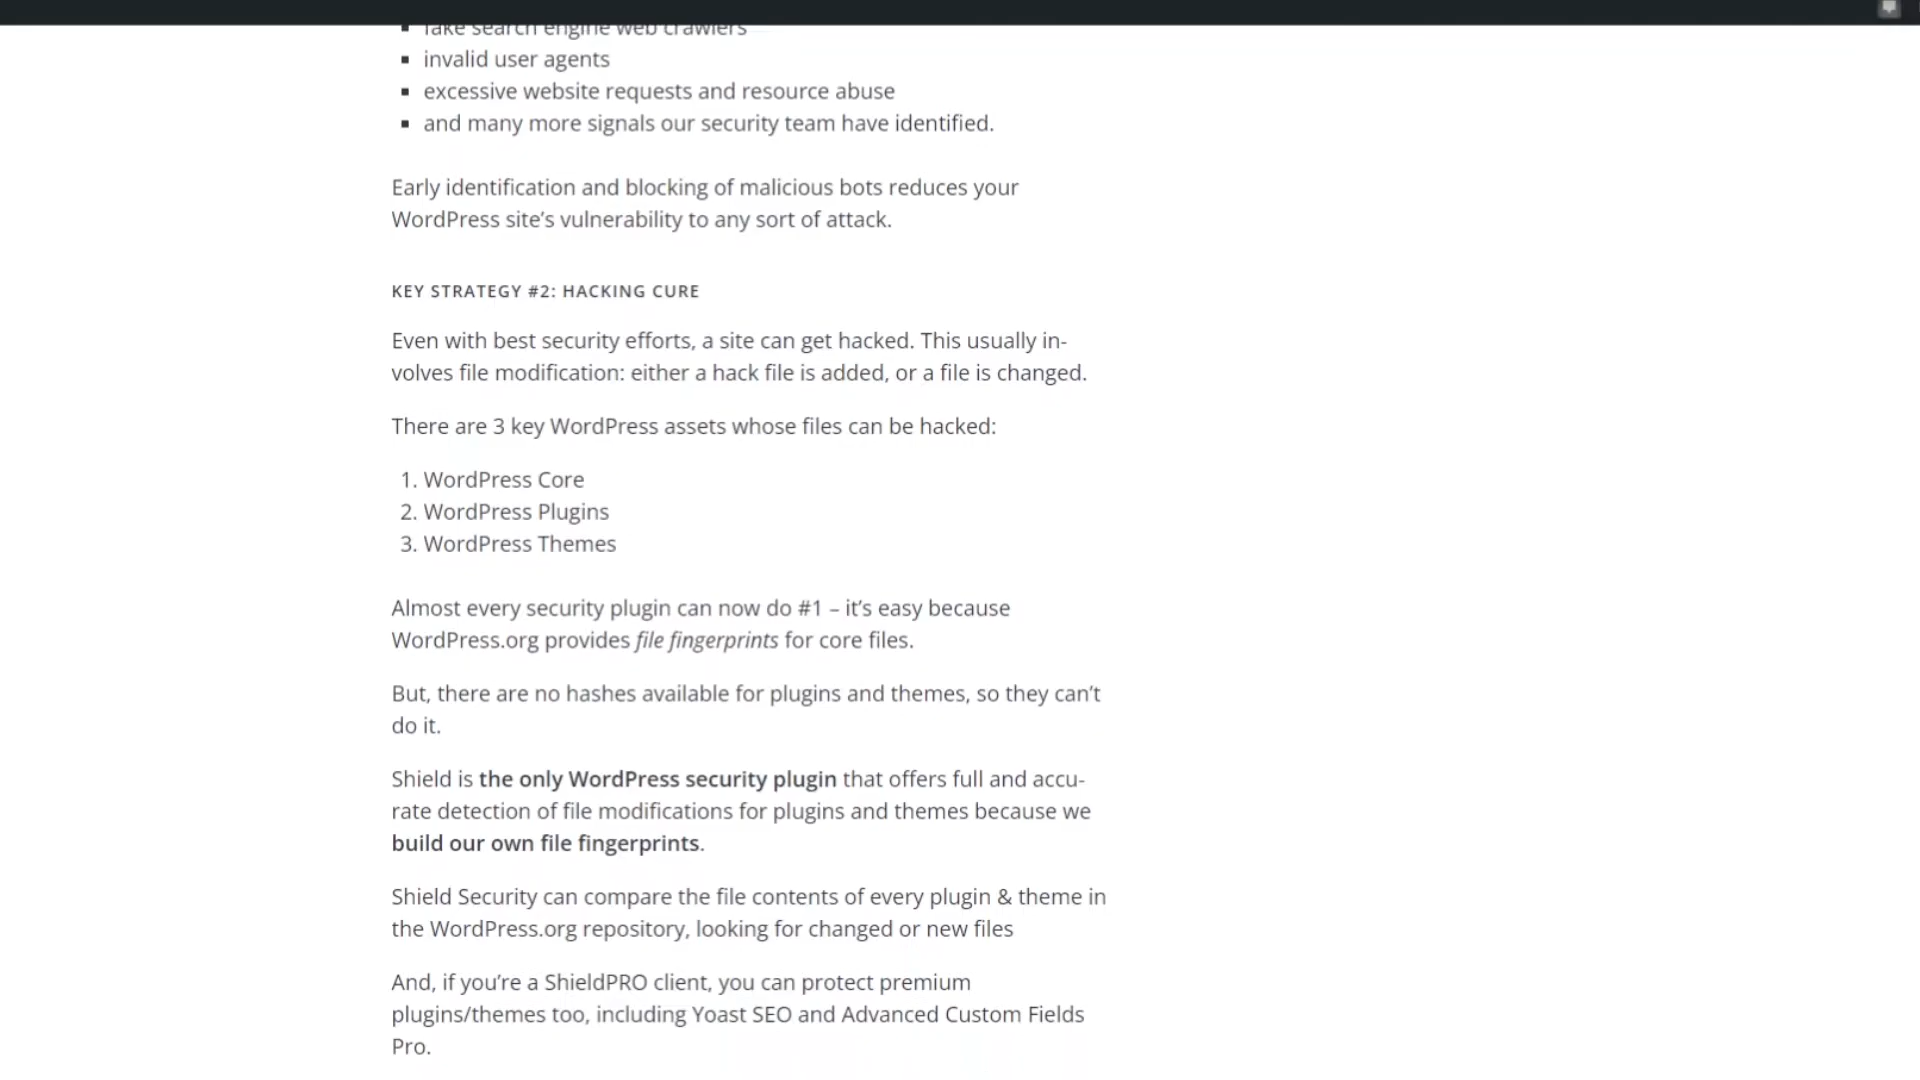 fake search engine web crawlers
invalid user agents
excessive website requests and resource abuse
and many more signals our security team have identified.
Early identification and blocking of malicious bots reduces your
WordPress site’s vulnerability to any sort of attack.
KEY STRATEGY #2: HACKING CURE
Even with best security efforts, a site can get hacked. This usually in-
volves file modification: either a hack file is added, or a file is changed.
There are 3 key WordPress assets whose files can be hacked:
1. WordPress Core
2. WordPress Plugins
3. WordPress Themes
Almost every security plugin can now do #1 – it’s easy because
WordPress.org provides file fingerprints for core files.
But, there are no hashes available for plugins and themes, so they can’t
do it.
Shield is the only WordPress security plugin that offers full and accu-
rate detection of file modifications for plugins and themes because we
build our own file fingerprints.
Shield Security can compare the file contents of every plugin & theme in
the WordPress.org repository, looking for changed or new files
And, if you’re a ShieldPRO client, you can protect premium
plugins/themes too, including Yoast SEO and Advanced Custom Fields
Pro.